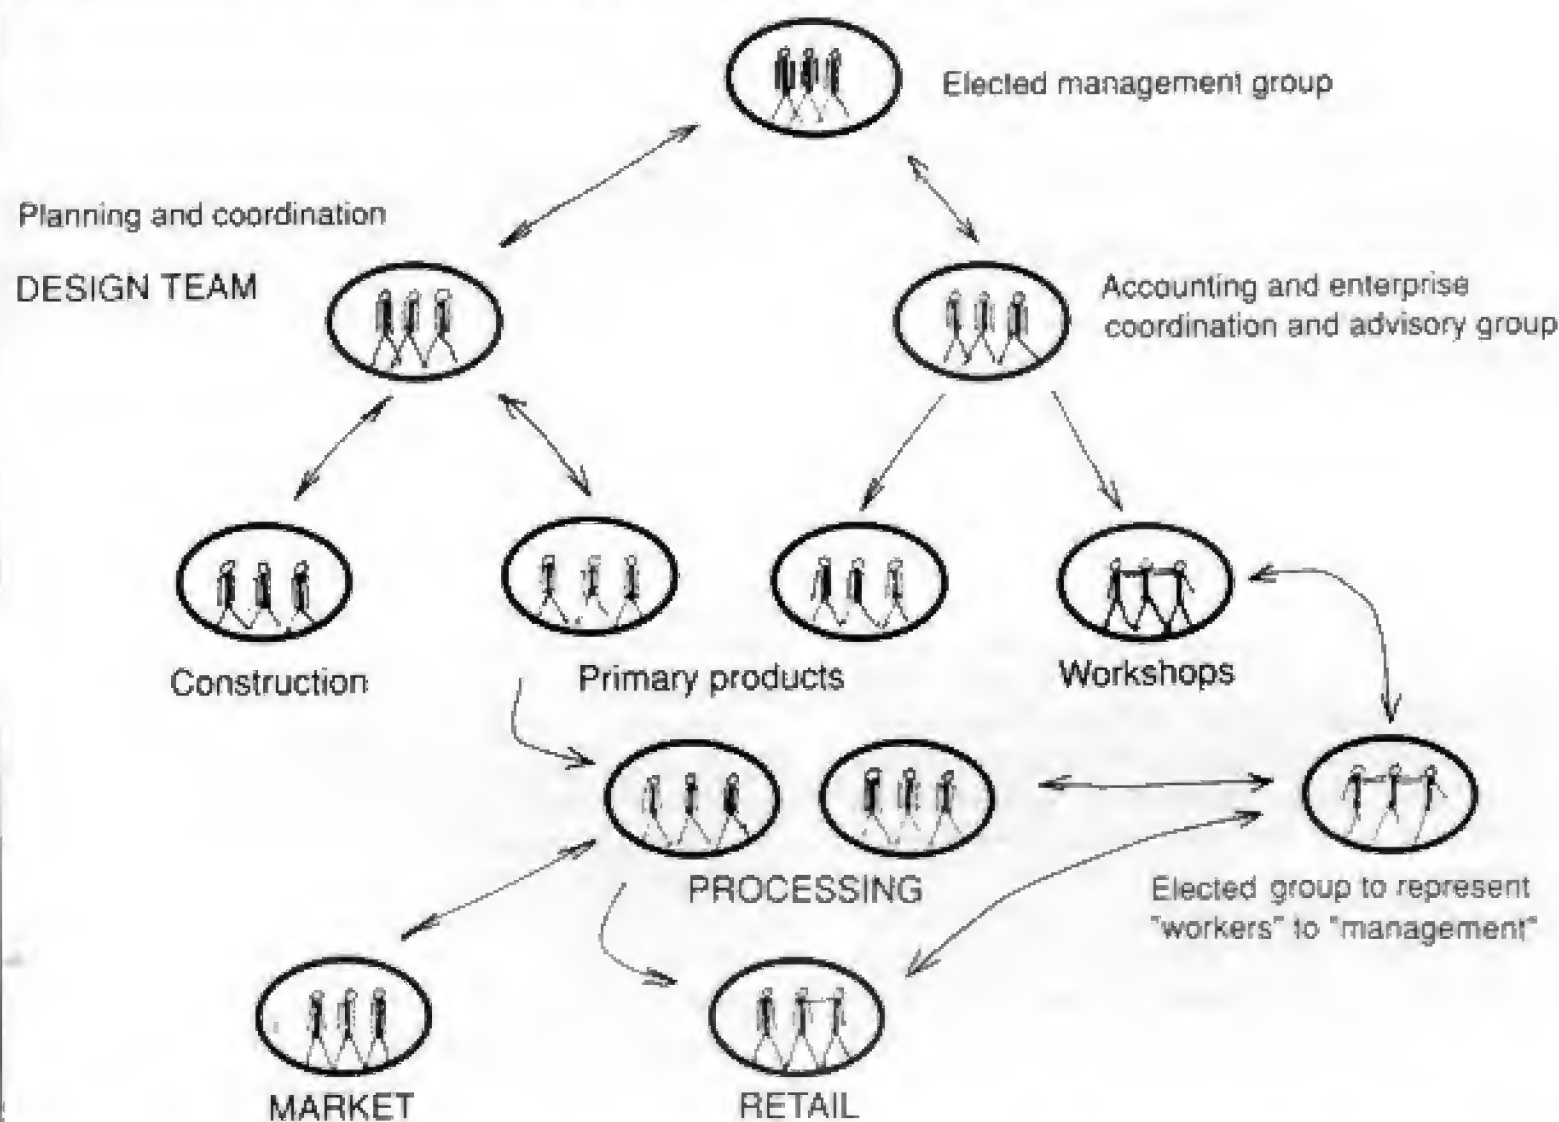 Elected management group
Planning and coordination
DESIGN TEAM
Accounting and enterprise
coordination and advisory group
Construction
Primary products
Workshops
PROCESSING
Elected group to represent
"workers" to "management"
MARKET
RETAIL